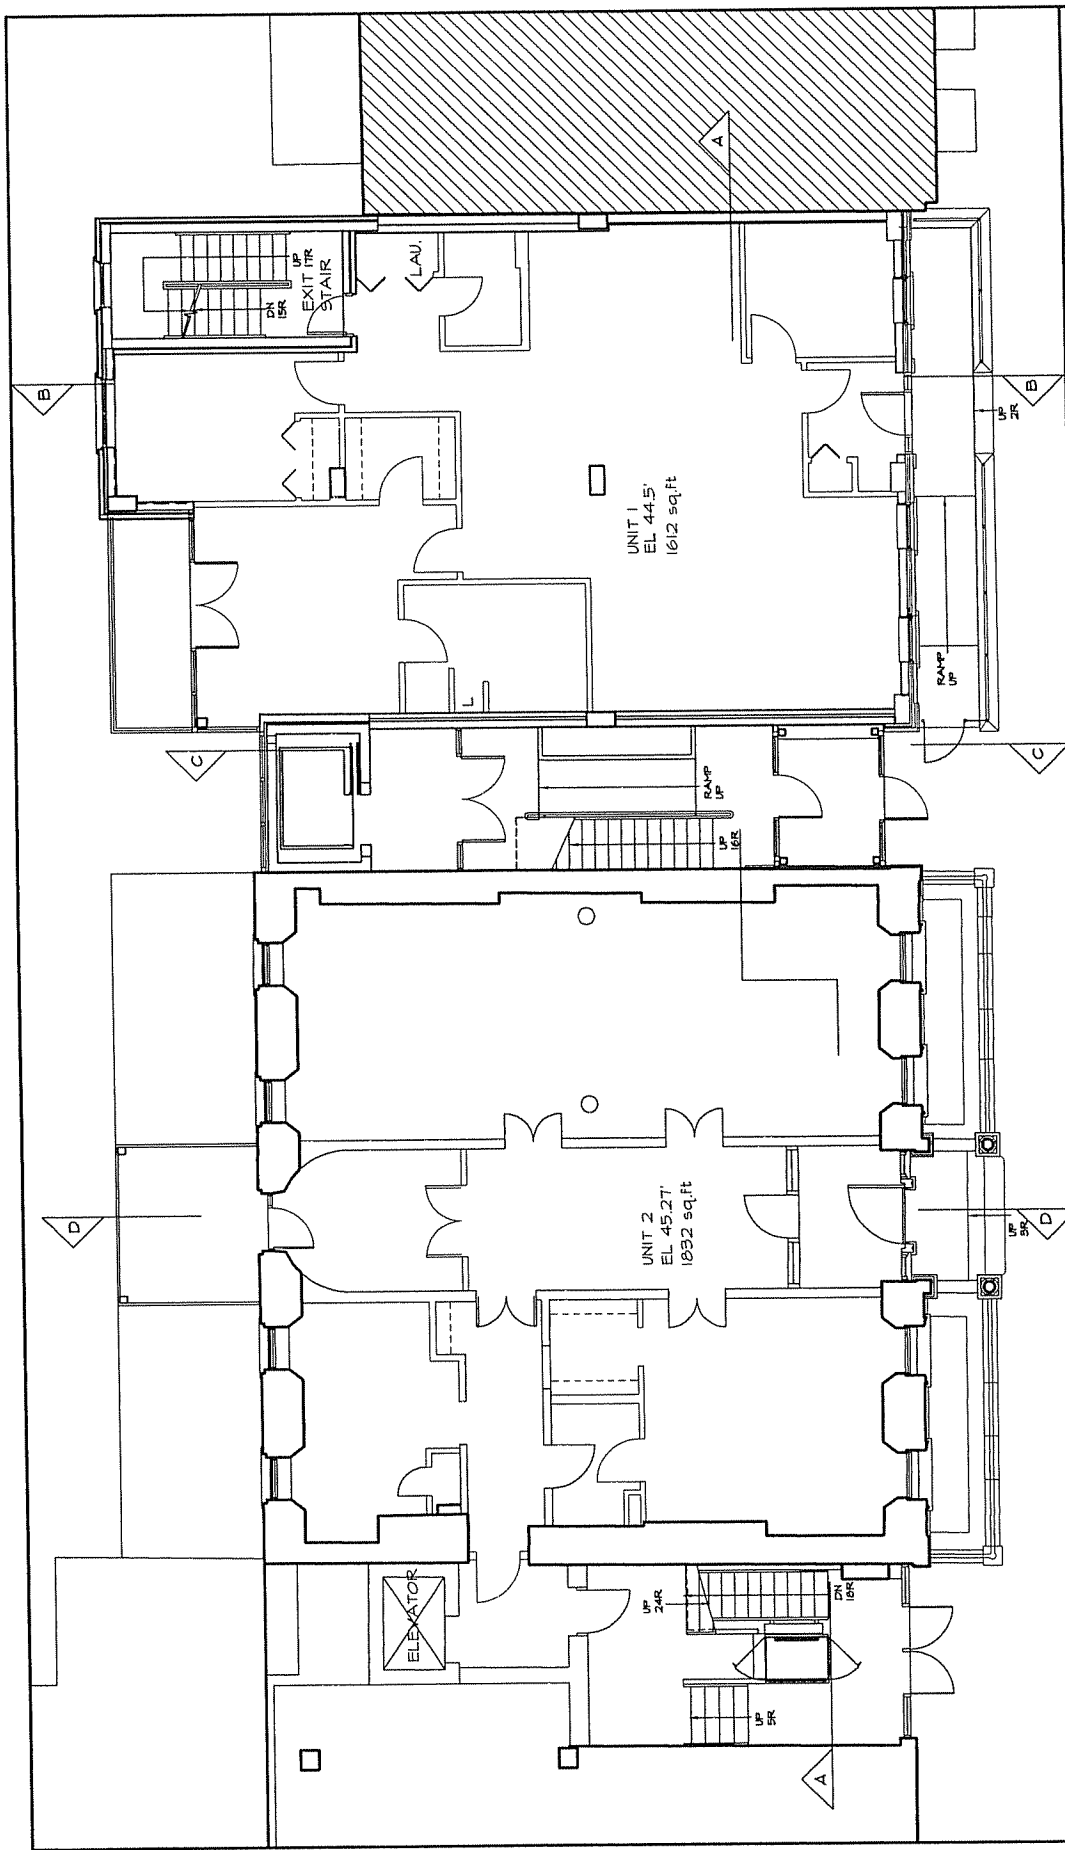 A
UP
17R
EXIT
STAIR
DN
15R
LAU.
B
B
UP
2R
UNIT 1
EL 44.5'
1612 sq.ft
RAMP
UP
L
C
C
RAMP
UP
UP
16R
D
UNIT 2
EL 45.27'
1832 sq.ft
UP
5R
D
ELEVATOR
UP
24R
DN
18R
UP
5R
A